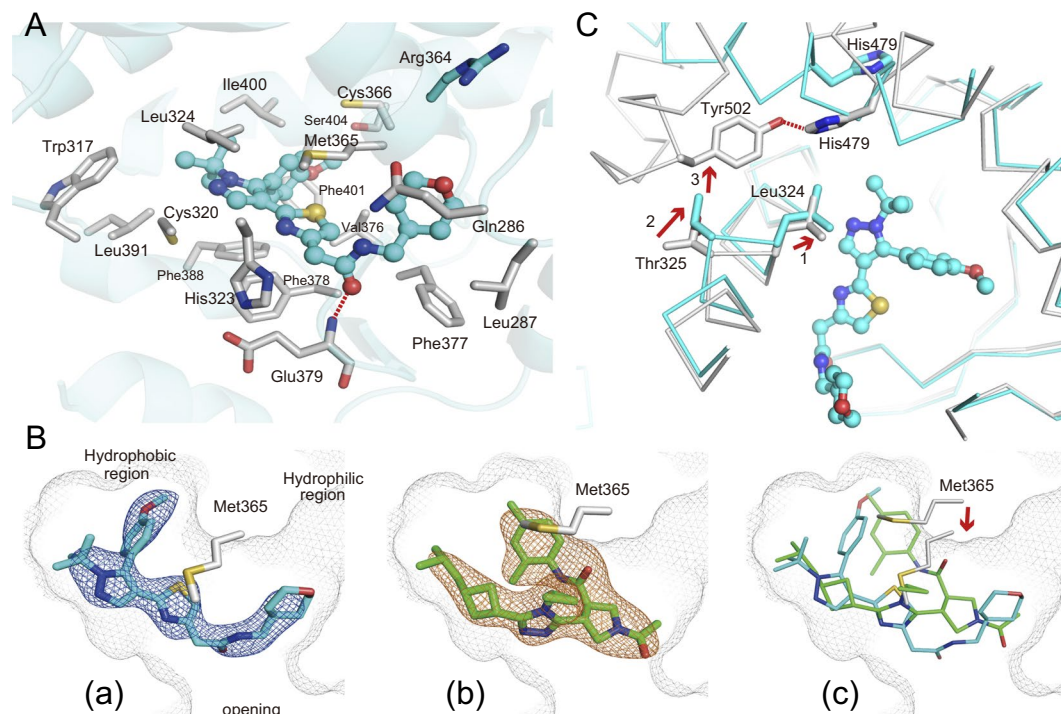 A
Arg364
Ile400
Cys366
Leu324
Ser404
Met365
Trp317
Phe401
Cys320
Val376
Gln286
Leu391
Phe388
Phe378
His323
Leu287
Phe377
Glu379
C
His479
Tyr502
His479
3
Leu324
2
1
Thr325
B
Hydrophobic
region
Hydrophilic
region
Met365
(a)
opening
Met365
(b)
Met365
(c)